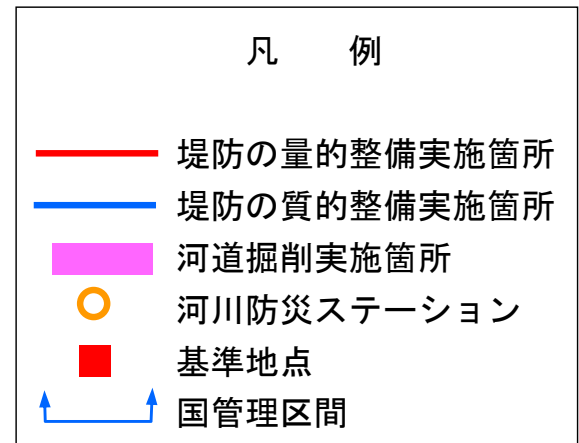 凡　例
堤防の量的整備実施箇所
堤防の質的整備実施箇所
河道掘削実施箇所
河川防災ステーション
基準地点
国管理区間